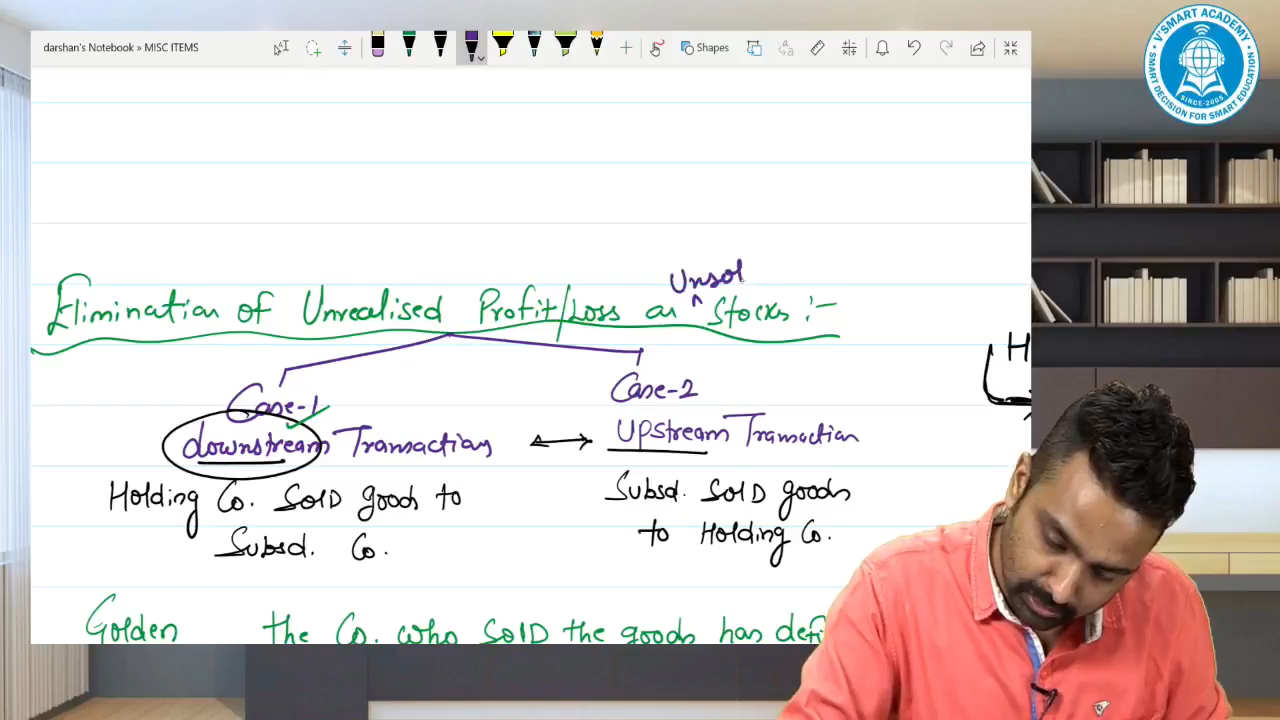 darshan's Notebook » MISC ITEMS
Shapes
V'SMART ACADEMY
SINCE-2005
SMART DECISION FOR SMART EDUCATION
Unsol
Elimination of Unrealised Profit/Loss on ^ Stocks :-
H
Case-1
Case-2
downstream Transaction
Upstream Transaction
Holding Co. SolD goods to
Subsd. Co.
Subsd. SolD goods
to Holding Co.
Golden the Co. who SolD the goods has defi